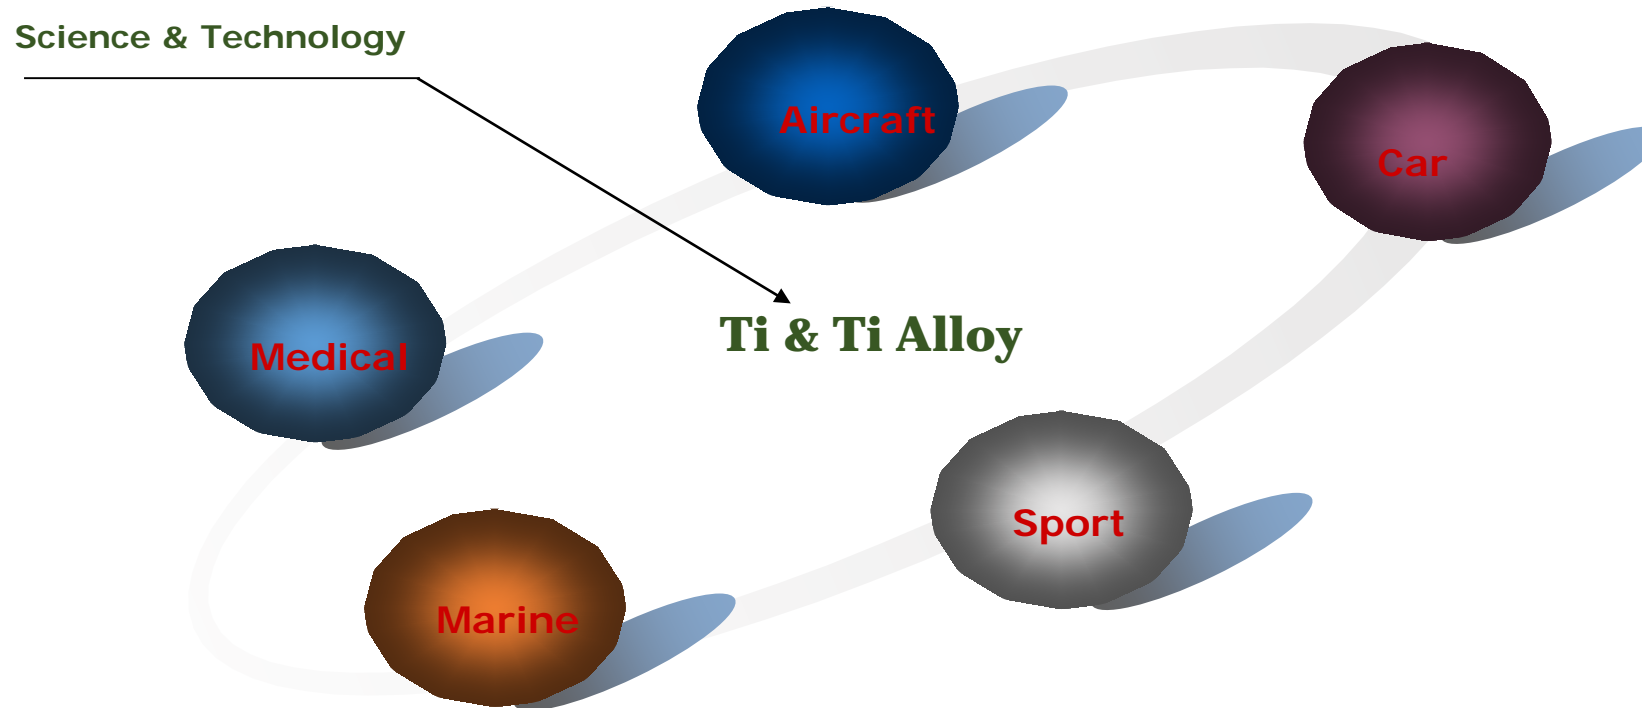 Science & Technology
Aircraft
Car
Ti & Ti Alloy
Medical
Sport
Marine